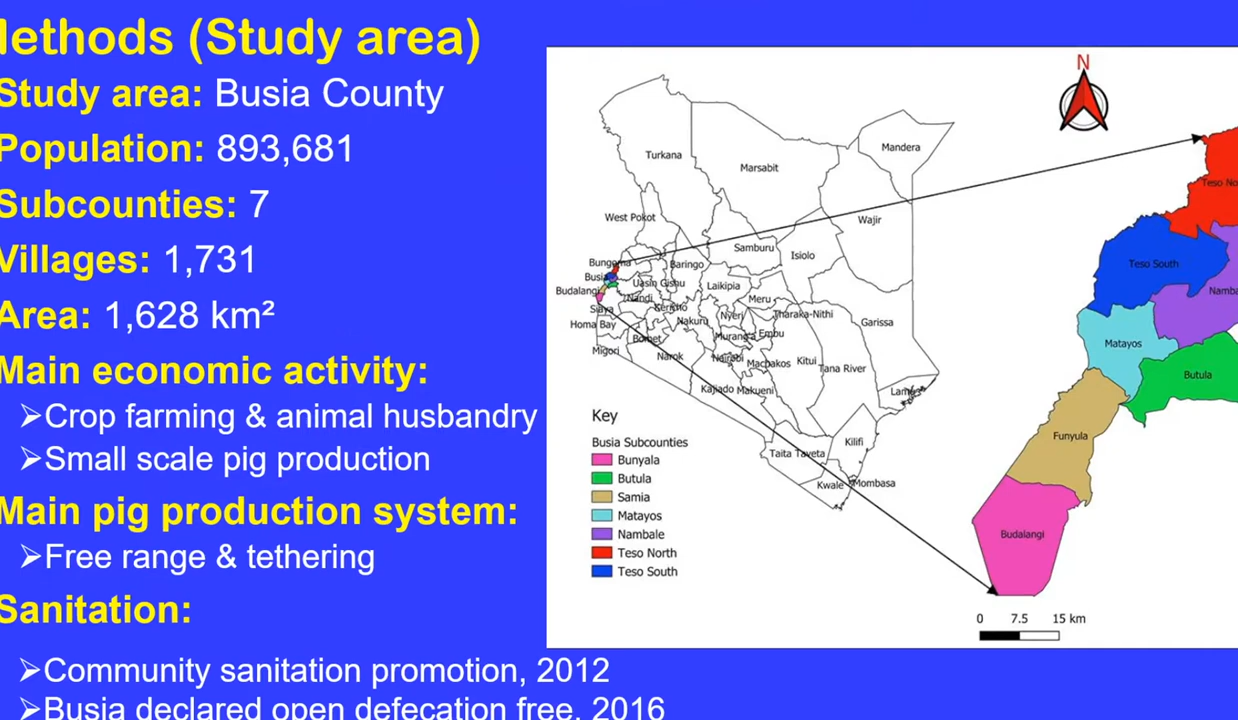 Methods (Study area)
Study area: Busia County
Population: 893,681
Subcounties: 7
Villages: 1,731
Area: 1,628 km²
Main economic activity:
➢Crop farming & animal husbandry
➢Small scale pig production
Main pig production system:
➢Free range & tethering
Sanitation:
➢Community sanitation promotion, 2012
➢Busia declared open defecation free, 2016
N
Mandera
Turkana
Marsabit
Wajir
West Pokot
Samburu
Isiolo
Bungoma
Baringo
Busia
Uasin Gishu
Laikipia
Budalangi
Nandi
Meru
Siaya
Kericho
Nyeri
Tharaka-Nithi
Homa Bay
Nakuru
Garissa
Bomet
Murang'a
Embu
Migori
Narok
Nairobi
Machakos
Kitui
Tana River
Kajiado
Makueni
Lamu
Kilifi
Taita Taveta
Kwale
Mombasa
Key
Busia Subcounties
Bunyala
Butula
Samia
Matayos
Nambale
Teso North
Teso South
Teso No
Teso South
Namba
Matayos
Butula
Funyula
Budalangi
0 7.5 15 km